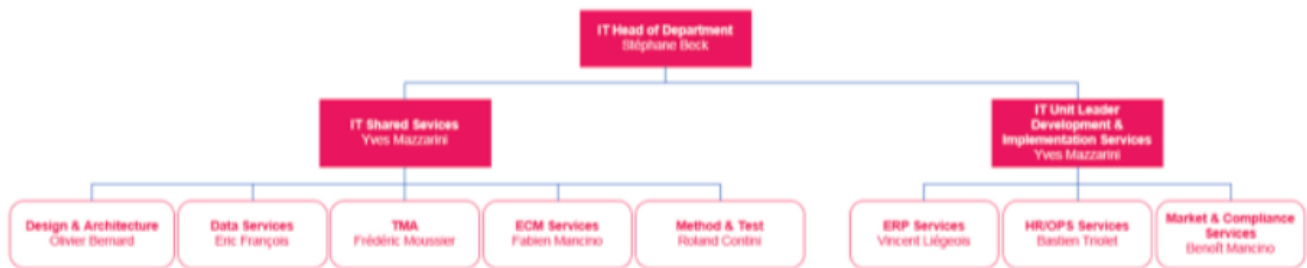 IT Head of Department
Stéphane Beck
IT Shared Sevices
Yves Mazzarini
IT Unit Leader
Development &
Implementation Services
Yves Mazzarini
Design & Architecture
Olivier Bernard
Data Services
Eric François
TMA
Frédéric Moussier
ECM Services
Fabien Mancino
Method & Test
Roland Contini
ERP Services
Vincent Liégeois
HR/OPS Services
Bastien Triolet
Market & Compliance
Services
Benoît Mancino